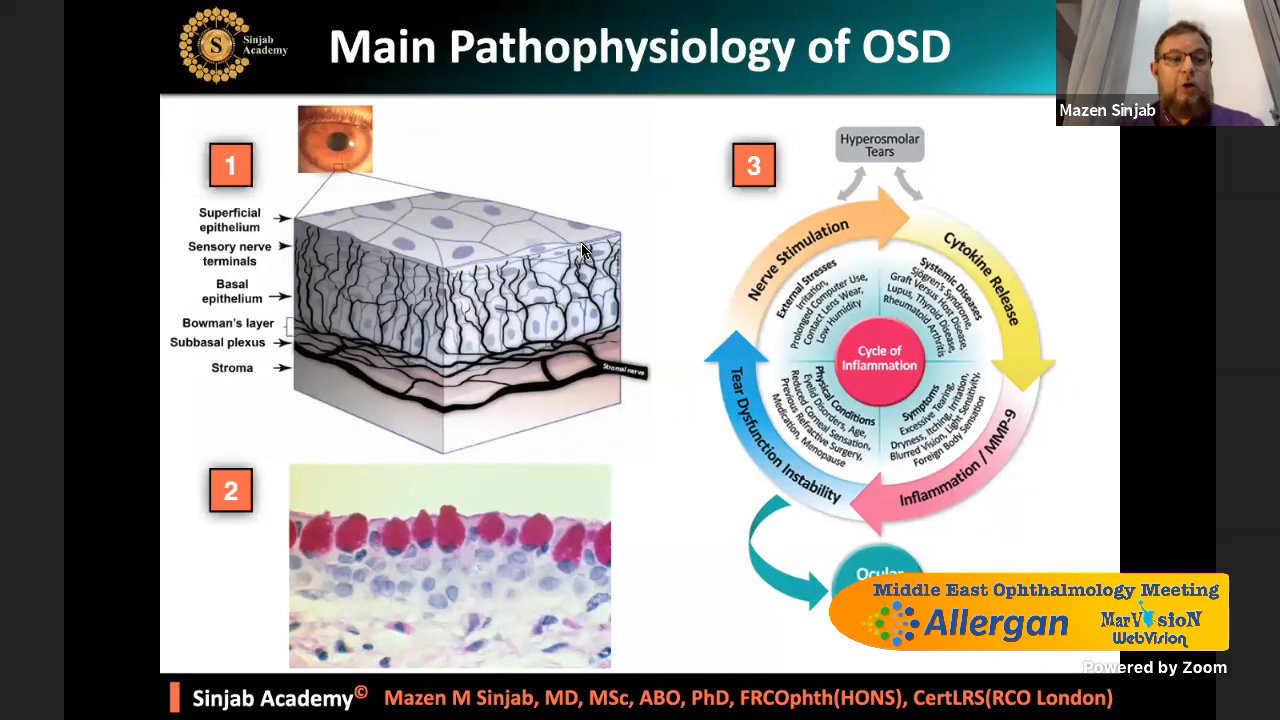 Sinjab
Academy
S
Main Pathophysiology of OSD
Mazen Sinjab
1
Superficial
epithelium
Sensory nerve
terminals
Basal
epithelium
Bowman's layer
Subbasal plexus
Stroma
Stromal nerve
2
3
Hyperosmolar
Tears
Nerve Stimulation
Cytokine Release
Inflammation / MMP-9
Tear Dysfunction Instability
External Stresses
Irritation,
Prolonged Computer Use,
Contact Lens Wear,
Low Humidity
Systemic Diseases
Sjögren's Syndrome,
Graft Versus Host Disease,
Lupus, Thyroid Disease,
Rheumatoid Arthritis
Cycle of
Inflammation
Physical Conditions
Eyelid Disorders, Age,
Reduced Corneal Sensation,
Previous Refractive Surgery,
Medication, Menopause
Symptoms
Excessive Tearing,
Dryness, Itching, Irritation,
Blurred Vision, Light Sensitivity,
Foreign Body Sensation
Ocular
Middle East Ophthalmology Meeting
Allergan
MarVisioN
WebVision
Powered by Zoom
Sinjab Academy© Mazen M Sinjab, MD, MSc, ABO, PhD, FRCOphth(HONS), CertLRS(RCO London)